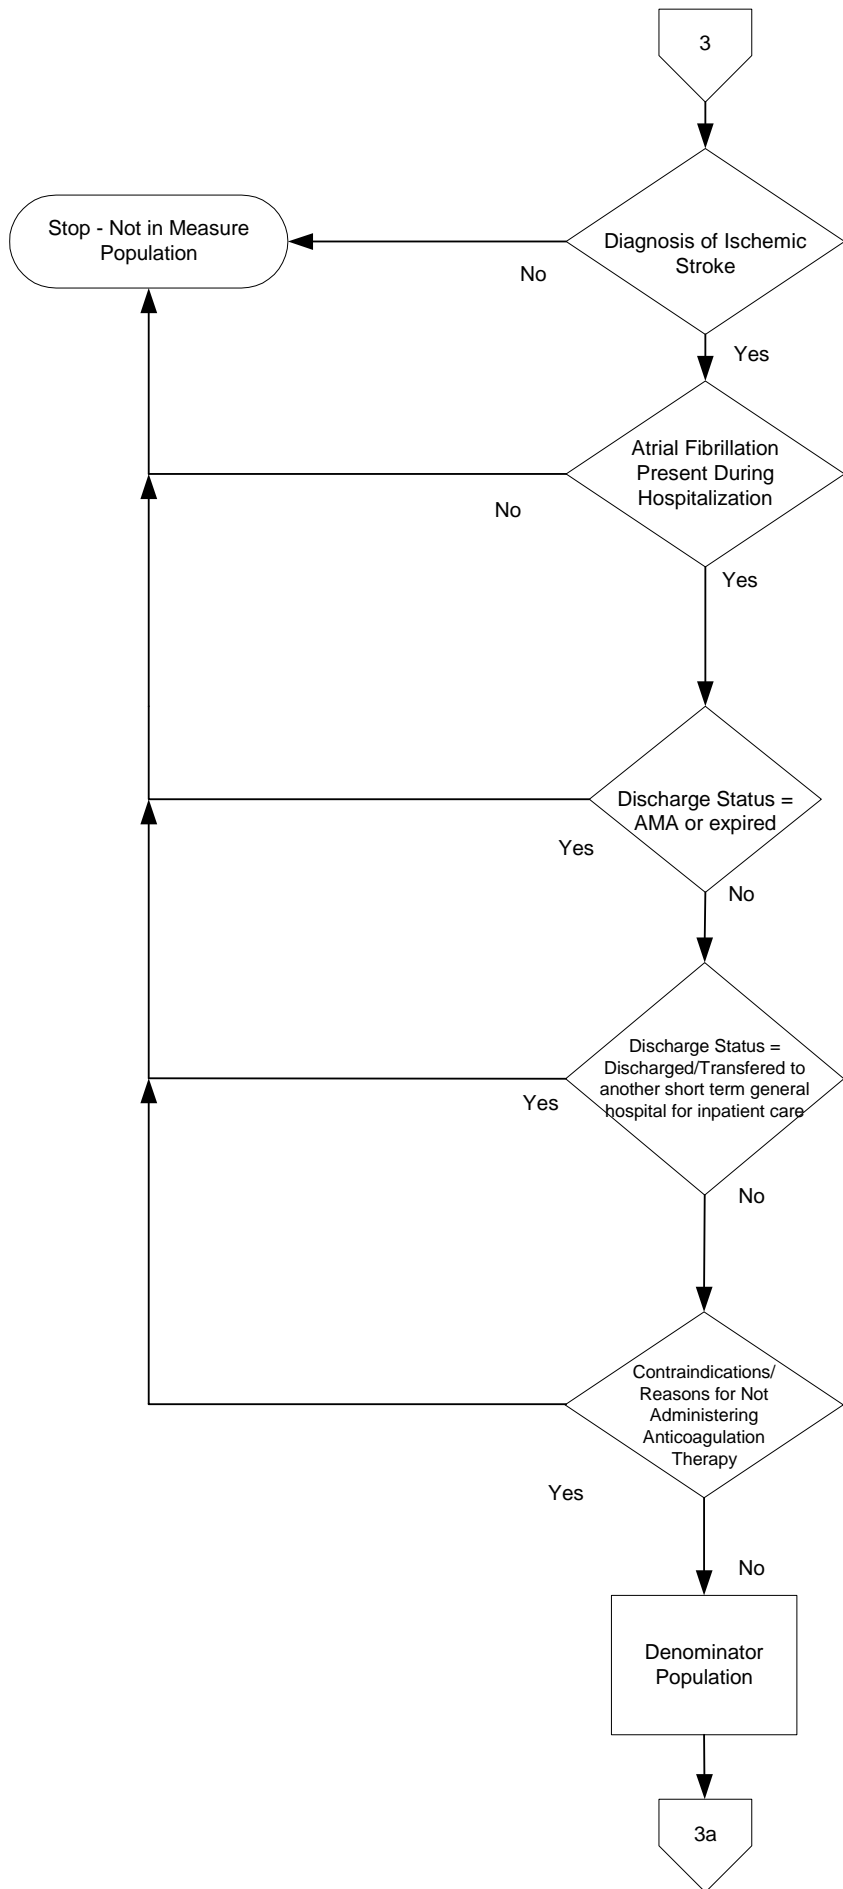 3
Diagnosis of Ischemic
Stroke
Stop - Not in Measure
Population
No
Yes
Atrial Fibrillation
Present During
Hospitalization
No
Yes
Discharge Status =
AMA or expired
Yes
No
Discharge Status =
Discharged/Transfered to
another short term general
hospital for inpatient care
Yes
No
Contraindications/
Reasons for Not
Administering
Anticoagulation
Therapy
Yes
No
Denominator
Population
3a